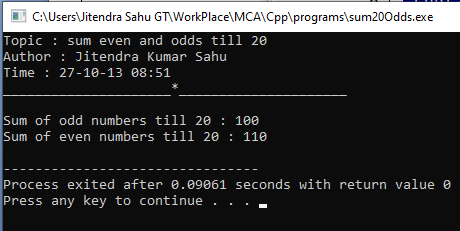 C:\Users\Jitendra Sahu GT\WorkPlace\MCA\Cpp\programs\sum20Odds.exe
Topic : sum even and odds till 20
Author : Jitendra Kumar Sahu
Time : 27-10-13 08:51
_____________________*_____________________
Sum of odd numbers till 20 : 100
Sum of even numbers till 20 : 110
--------------------------------
Process exited after 0.09061 seconds with return value 0
Press any key to continue . . .